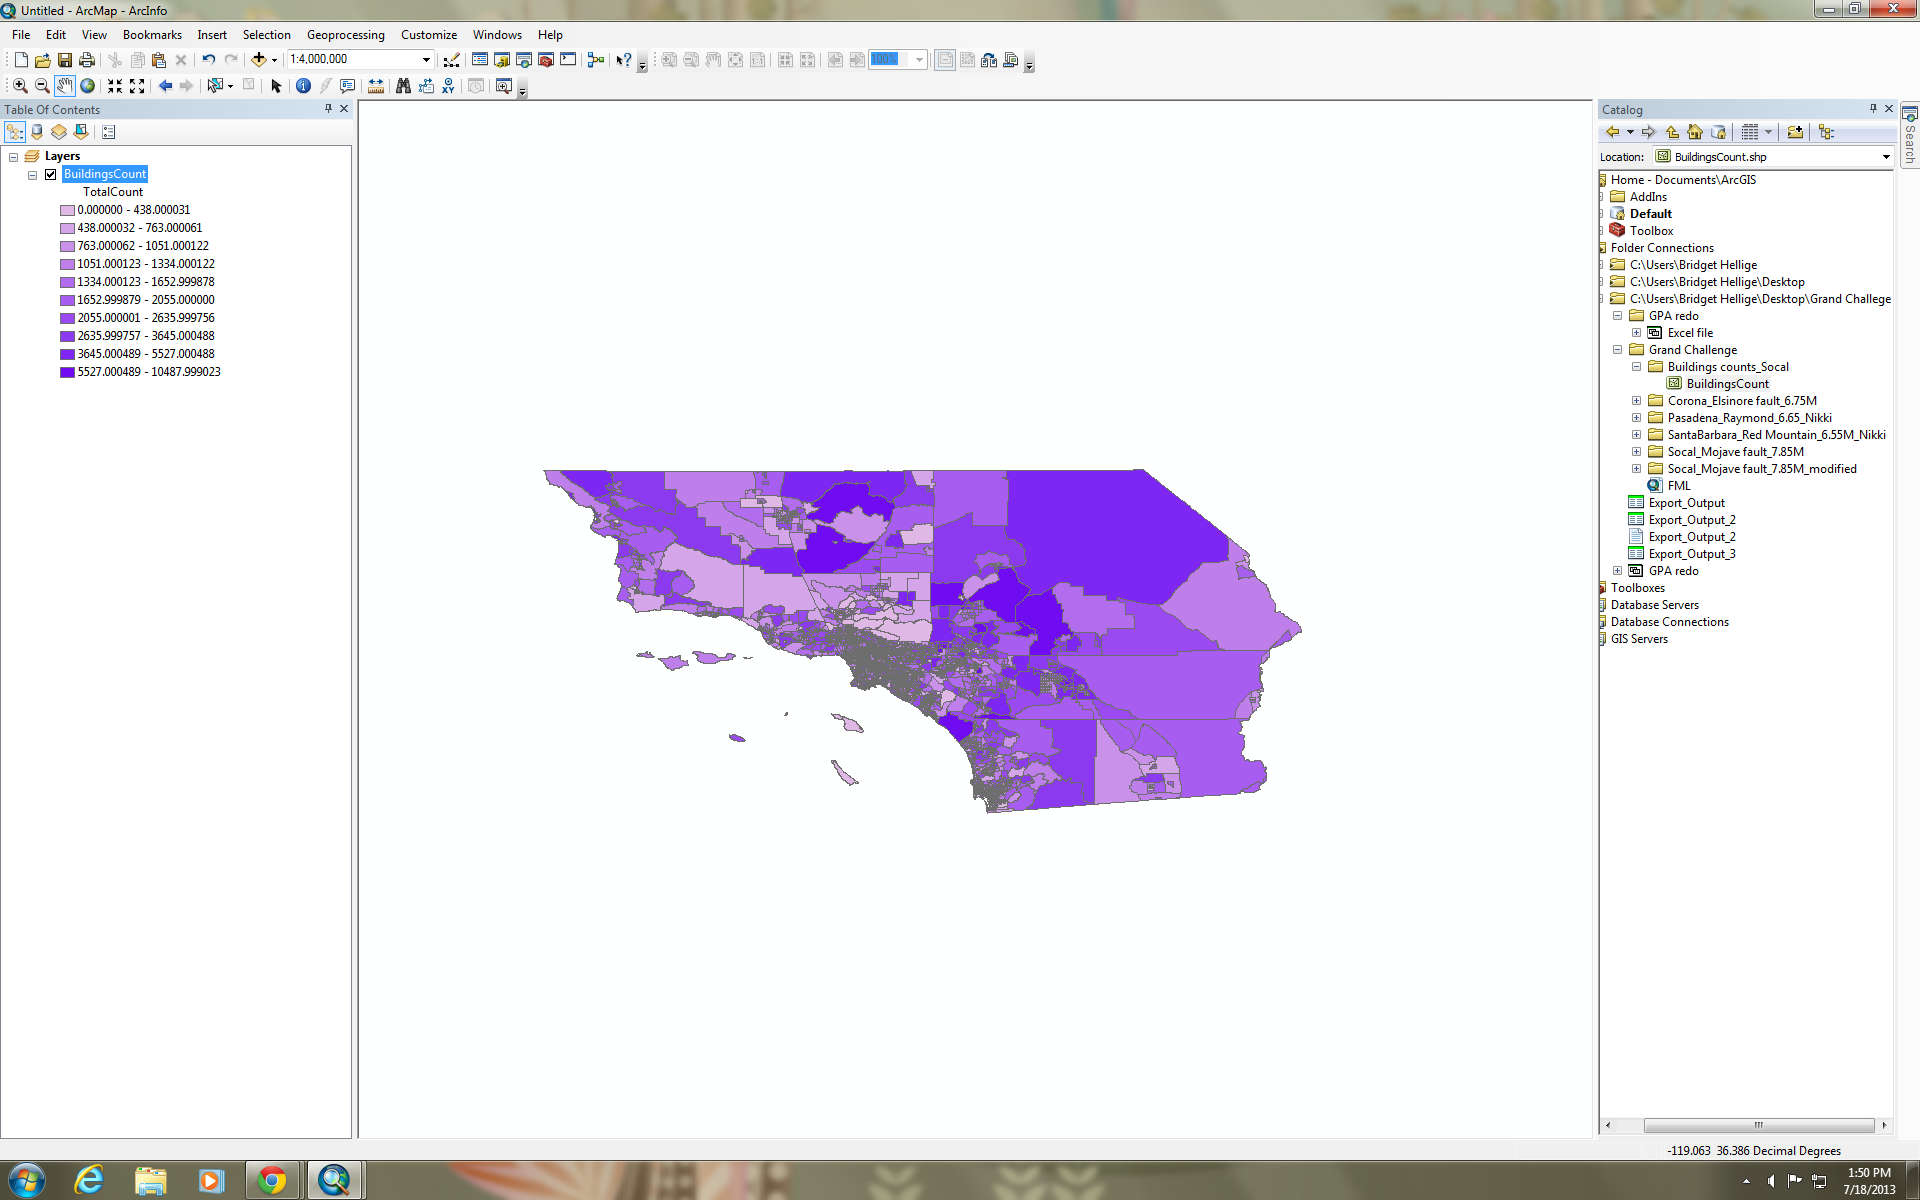 Untitled - ArcMap - ArcInfo
File Edit View Bookmarks Insert Selection Geoprocessing Customize Windows Help
1:4,000,000
100%
Table Of Contents
Layers
BuildingsCount
TotalCount
0.000000 - 438.000031
438.000032 - 763.000061
763.000062 - 1051.000122
1051.000123 - 1334.000122
1334.000123 - 1652.999878
1652.999879 - 2055.000000
2055.000001 - 2635.999756
2635.999757 - 3645.000488
3645.000489 - 5527.000488
5527.000489 - 10487.999023
Catalog
Search
Location: BuildingsCount.shp
Home - Documents\ArcGIS
AddIns
Default
Toolbox
Folder Connections
C:\Users\Bridget Hellige
C:\Users\Bridget Hellige\Desktop
C:\Users\Bridget Hellige\Desktop\Grand Challege
GPA redo
Excel file
Grand Challenge
Buildings counts_Socal
BuildingsCount
Corona_Elsinore fault_6.75M
Pasadena_Raymond_6.65_Nikki
SantaBarbara_Red Mountain_6.55M_Nikki
Socal_Mojave fault_7.85M
Socal_Mojave fault_7.85M_modified
FML
Export_Output
Export_Output_2
Export_Output_2
Export_Output_3
GPA redo
Toolboxes
Database Servers
Database Connections
GIS Servers
-119.063 36.386 Decimal Degrees
1:50 PM
7/18/2013